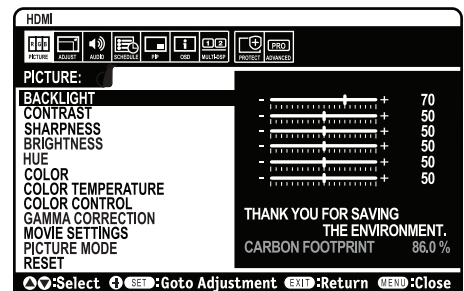 HDMI
RGB
PRO
PICTURE ADJUST AUDIO SCHEDULE PIP OSD MULTI-DSP PROTECT ADVANCED
PICTURE:
BACKLIGHT - + 70
CONTRAST - + 50
SHARPNESS - + 50
BRIGHTNESS - + 50
HUE - + 50
COLOR - + 50
COLOR TEMPERATURE
COLOR CONTROL
GAMMA CORRECTION
MOVIE SETTINGS
PICTURE MODE
RESET
THANK YOU FOR SAVING
THE ENVIRONMENT.
CARBON FOOTPRINT 86.0 %
:Select SET :Goto Adjustment EXIT :Return MENU :Close